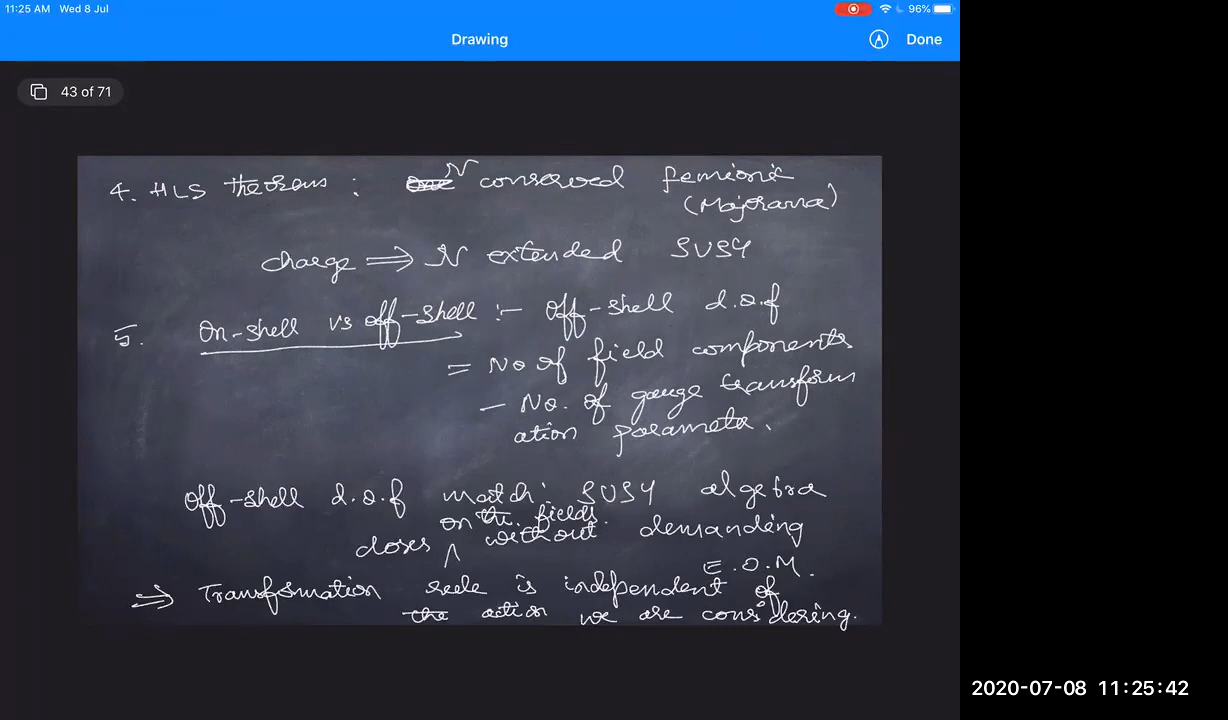 11:25 AM Wed 8 Jul
96%
Drawing
Done
43 of 71
4. HLS theorem : N conserved fermionic
(Majorana)
charge ⟹ N extended SUSY
5. On-shell vs off-shell :- Off-shell d.o.f
= No of field components
- No. of gauge transform
ation parameter.
Off-shell d.o.f match : SUSY algebra
on the fields.
closes ∧ without demanding
E.O.M.
⟹ Transformation rule is independent of
the action we are considering.
2020-07-08 11:25:42